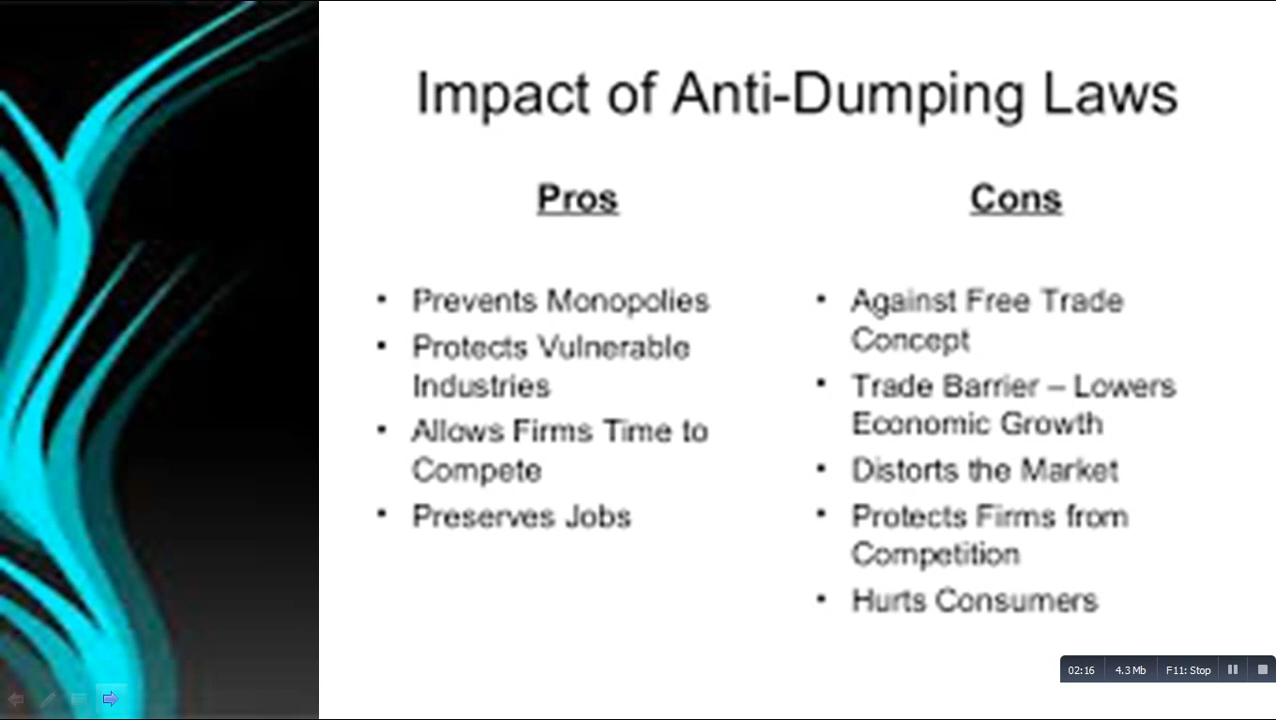 Impact of Anti-Dumping Laws
Pros
• Prevents Monopolies
• Protects Vulnerable
Industries
• Allows Firms Time to
Compete
• Preserves Jobs
Cons
• Against Free Trade
Concept
• Trade Barrier – Lowers
Economic Growth
• Distorts the Market
• Protects Firms from
Competition
• Hurts Consumers
02:16 4.3 Mb F11: Stop